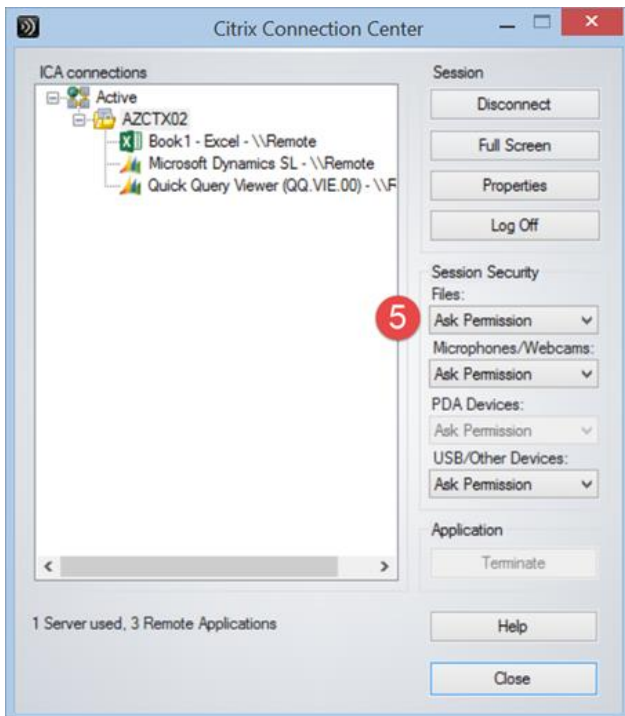 Citrix Connection Center
ICA connections
Active
AZCTX02
Book1 - Excel - \\Remote
Microsoft Dynamics SL - \\Remote
Quick Query Viewer (QQ.VIE.00) - \\F
Session
Disconnect
Full Screen
Properties
Log Off
Session Security
Files:
5
Ask Permission
Microphones/Webcams:
Ask Permission
PDA Devices:
Ask Permission
USB/Other Devices:
Ask Permission
Application
Terminate
1 Server used, 3 Remote Applications
Help
Close